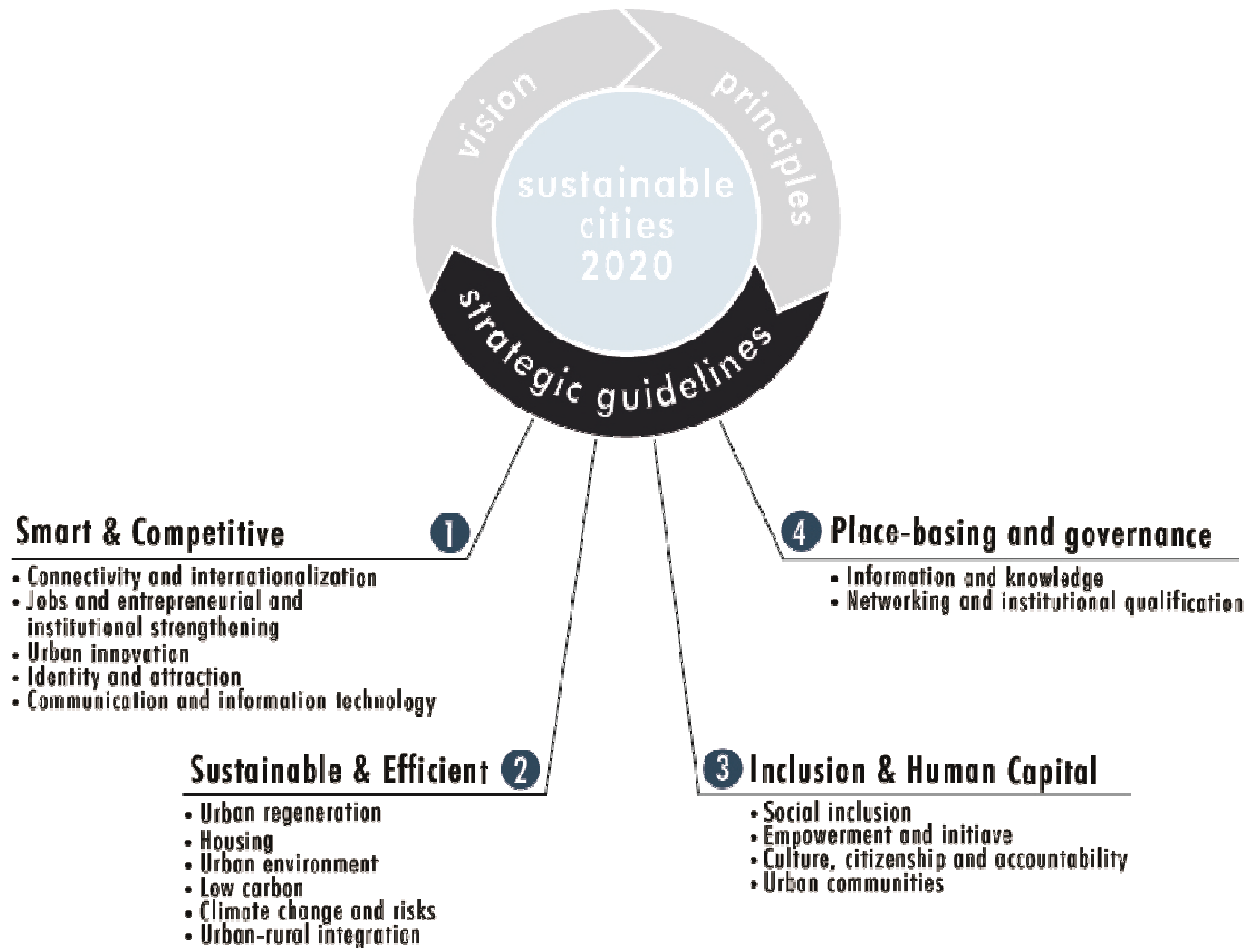 vision
principles
sustainable
cities
2020
strategic guidelines
Smart & Competitive 1
• Connectivity and internationalization
• Jobs and entrepreneurial and
institutional strengthening
• Urban innovation
• Identity and attraction
• Communication and information technology
Sustainable & Efficient 2
• Urban regeneration
• Housing
• Urban environment
• Low carbon
• Climate change and risks
• Urban-rural integration
3 Inclusion & Human Capital
• Social inclusion
• Empowerment and initiave
• Culture, citizenship and accountability
• Urban communities
4 Place-basing and governance
• Information and knowledge
• Networking and institutional qualification